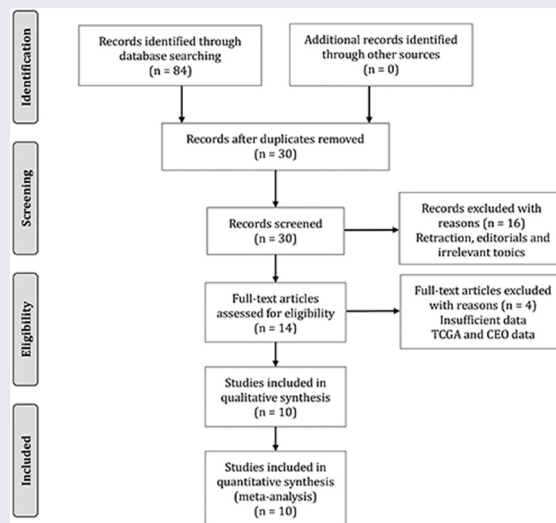 Identification
Records identified through
database searching
(n = 84)
Additional records identified
through other sources
(n = 0)
Records after duplicates removed
(n = 30)
Screening
Records screened
(n = 30)
Records excluded with
reasons (n = 16)
Retraction, editorials and
irrelevant topics
Eligibility
Full-text articles
assessed for eligibility
(n = 14)
Full-text articles excluded
with reasons (n = 4)
Insufficient data
TCGA and CEO data
Studies included in
qualitative synthesis
(n = 10)
Included
Studies included in
quantitative synthesis
(meta-analysis)
(n = 10)